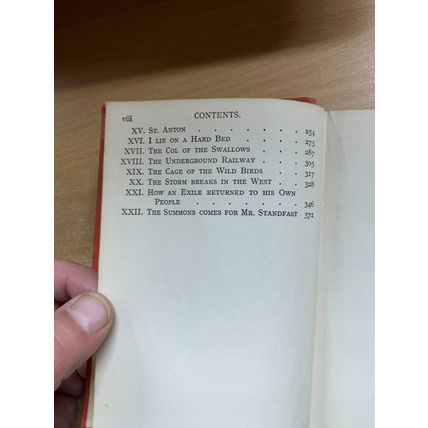 viii CONTENTS.
XV. St. Anton . . . . . . . 254
XVI. I lie on a Hard Bed . . . . 273
XVII. The Col of the Swallows . . . 287
XVIII. The Underground Railway . . . 305
XIX. The Cage of the Wild Birds . . 317
XX. The Storm breaks in the West . . 328
XXI. How an Exile returned to his Own
People . . . . . . . 346
XXII. The Summons comes for Mr. Standfast 371